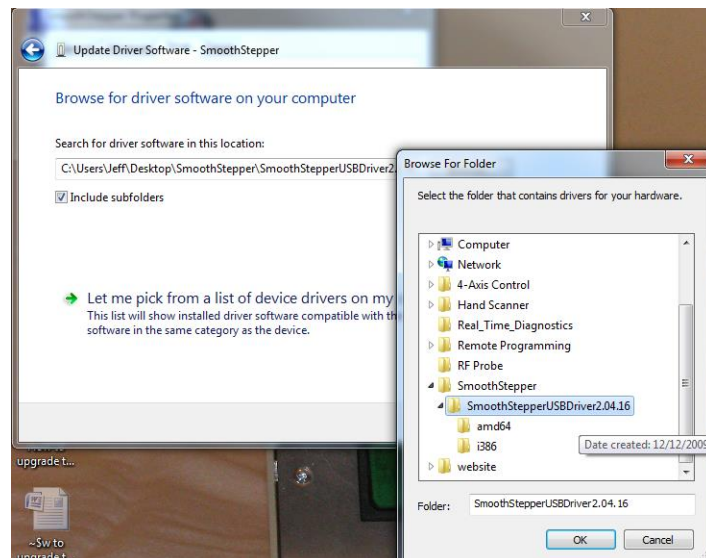 Update Driver Software - SmoothStepper
Browse for driver software on your computer
Search for driver software in this location:
C:\Users\Jeff\Desktop\SmoothStepper\SmoothStepperUSBDriver2.
Include subfolders
Let me pick from a list of device drivers on my
This list will show installed driver software compatible with th
software in the same category as the device.
Browse For Folder
Select the folder that contains drivers for your hardware.
Computer
Network
4-Axis Control
Hand Scanner
Real_Time_Diagnostics
Remote Programming
RF Probe
SmoothStepper
SmoothStepperUSBDriver2.04.16
amd64
i386
Date created: 12/12/2009
website
Folder:
SmoothStepperUSBDriver2.04.16
OK
Cancel
upgrade t...
~Sw to
upgrade t